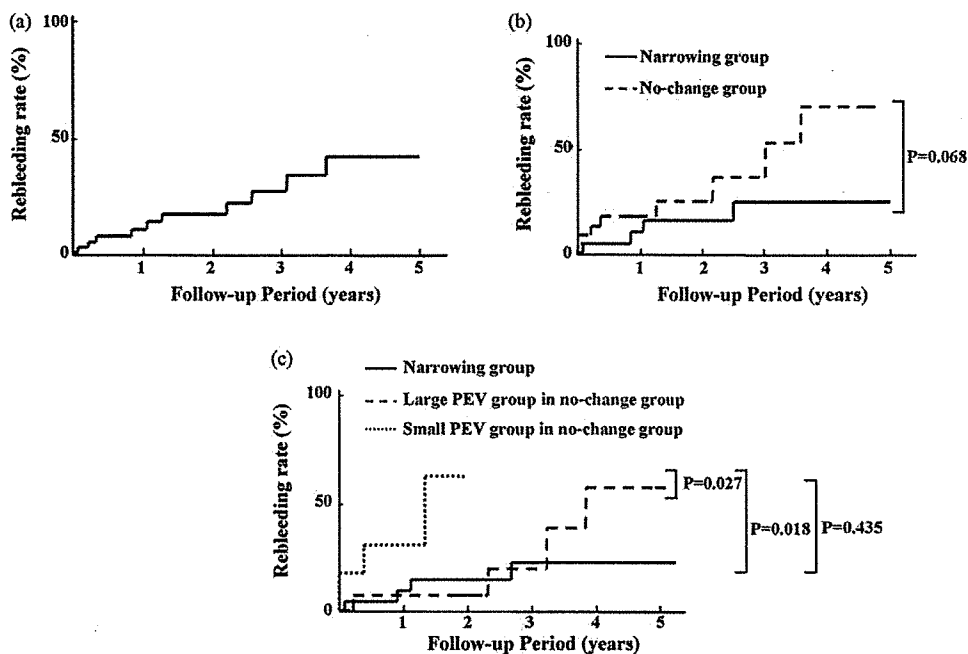 (a)
100
50
0
1 2 3 4 5
Rebleeding rate (%)
Follow-up Period (years)
(b)
100
50
0
1 2 3 4 5
Rebleeding rate (%)
Follow-up Period (years)
Narrowing group
No-change group
P=0.068
(c)
100
50
0
1 2 3 4 5
Rebleeding rate (%)
Follow-up Period (years)
Narrowing group
Large PEV group in no-change group
Small PEV group in no-change group
P=0.027
P=0.018
P=0.435